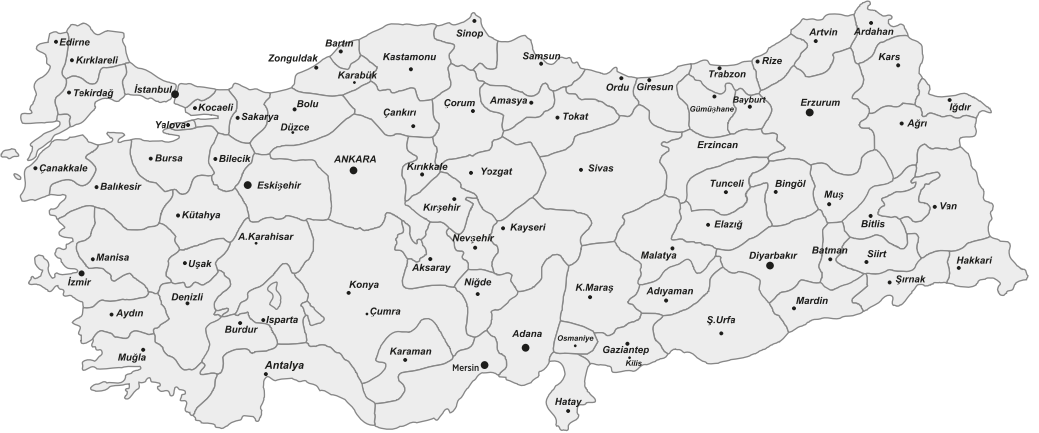 Edirne
Kırklareli
Tekirdağ
İstanbul
Kocaeli
Yalova
Sakarya
Zonguldak
Bartın
Karabük
Bolu
Düzce
Kastamonu
Çankırı
Sinop
Samsun
Çorum
Amasya
Tokat
Ordu
Giresun
Trabzon
Gümüşhane
Bayburt
Rize
Artvin
Ardahan
Kars
Iğdır
Ağrı
Erzurum
Erzincan
Çanakkale
Balıkesir
Bursa
Bilecik
Eskişehir
Kütahya
ANKARA
Kırıkkale
Kırşehir
Yozgat
Sivas
Tunceli
Bingöl
Muş
Bitlis
Van
Elazığ
Malatya
Diyarbakır
Batman
Siirt
Hakkari
Şırnak
Mardin
Manisa
İzmir
Uşak
A.Karahisar
Aydın
Denizli
Muğla
Burdur
Isparta
Antalya
Konya
Çumra
Karaman
Aksaray
Nevşehir
Niğde
Kayseri
Mersin
Adana
K.Maraş
Adıyaman
Osmaniye
Gaziantep
Kilis
Ş.Urfa
Hatay